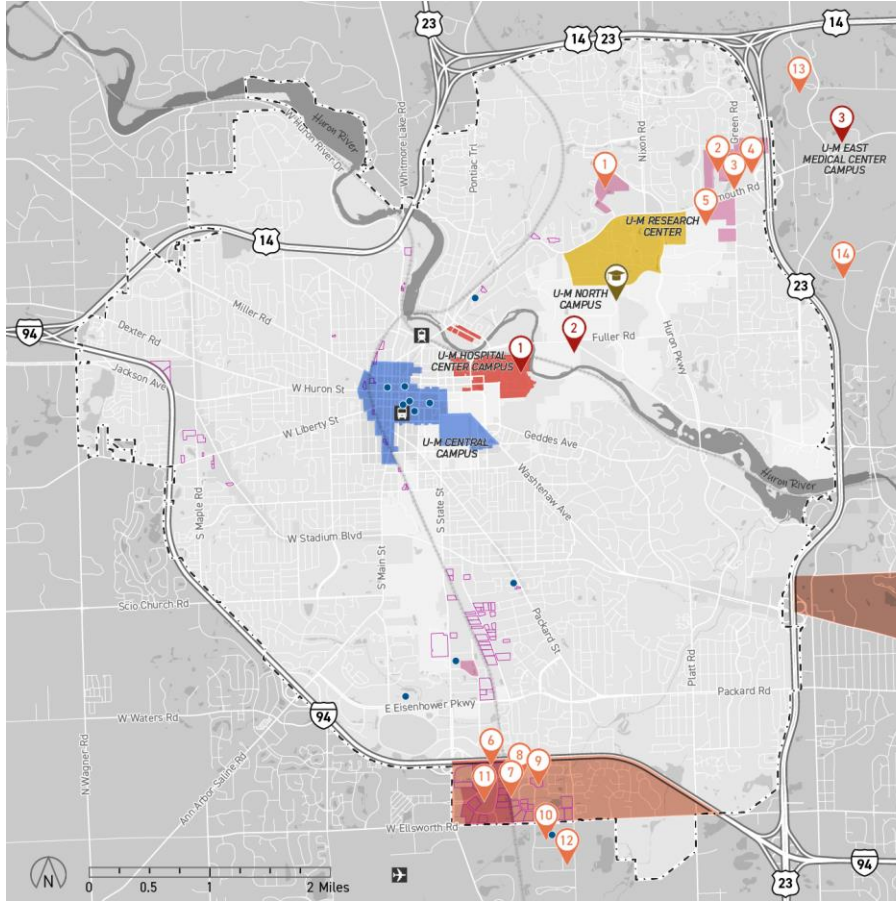 23
14
23
14
13
Huron River
W Huron River Dr
Whitmore Lake Rd
Pontiac Trl
Nixon Rd
Green Rd
3
U-M EAST
MEDICAL CENTER
CAMPUS
1
2
3
4
mouth Rd
5
14
U-M RESEARCH
CENTER
14
23
U-M NORTH
CAMPUS
94
Miller Rd
Dexter Rd
Jackson Ave
2
Fuller Rd
Huron Pkwy
1
U-M HOSPITAL
CENTER CAMPUS
W Huron St
W Liberty St
U-M CENTRAL
CAMPUS
Geddes Ave
Washtenaw Ave
Huron River
S Maple Rd
S State St
W Stadium Blvd
S Main St
Scio Church Rd
Packard St
Platt Rd
Packard Rd
E Eisenhower Pkwy
W Waters Rd
94
N Wagner Rd
Ann Arbor Saline Rd
6
8
9
11
7
W Ellsworth Rd
10
12
94
23
N
0
0.5
1
2 Miles